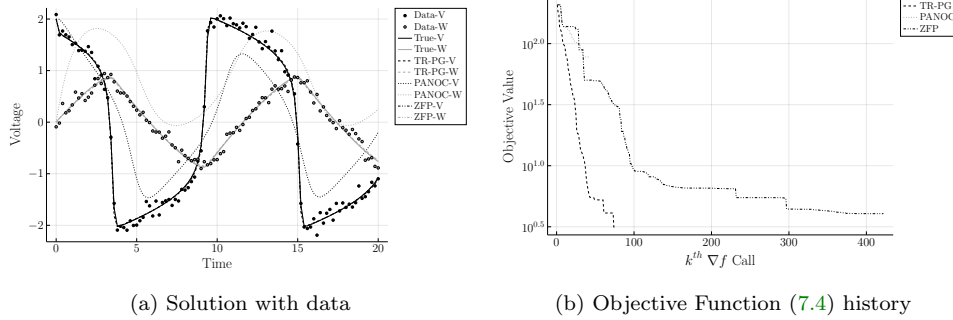 Voltage
2
1
0
−1
−2
0
5
10
15
20
Time
Data-V
Data-W
True-V
True-W
TR-PG-V
TR-PG-W
PANOC-V
PANOC-W
ZFP-V
ZFP-W
(a) Solution with data
Objective Value
10^2.0
10^1.5
10^1.0
10^0.5
0
100
200
300
400
k^th ∇f Call
TR-PG
PANOC
ZFP
(b) Objective Function (7.4) history